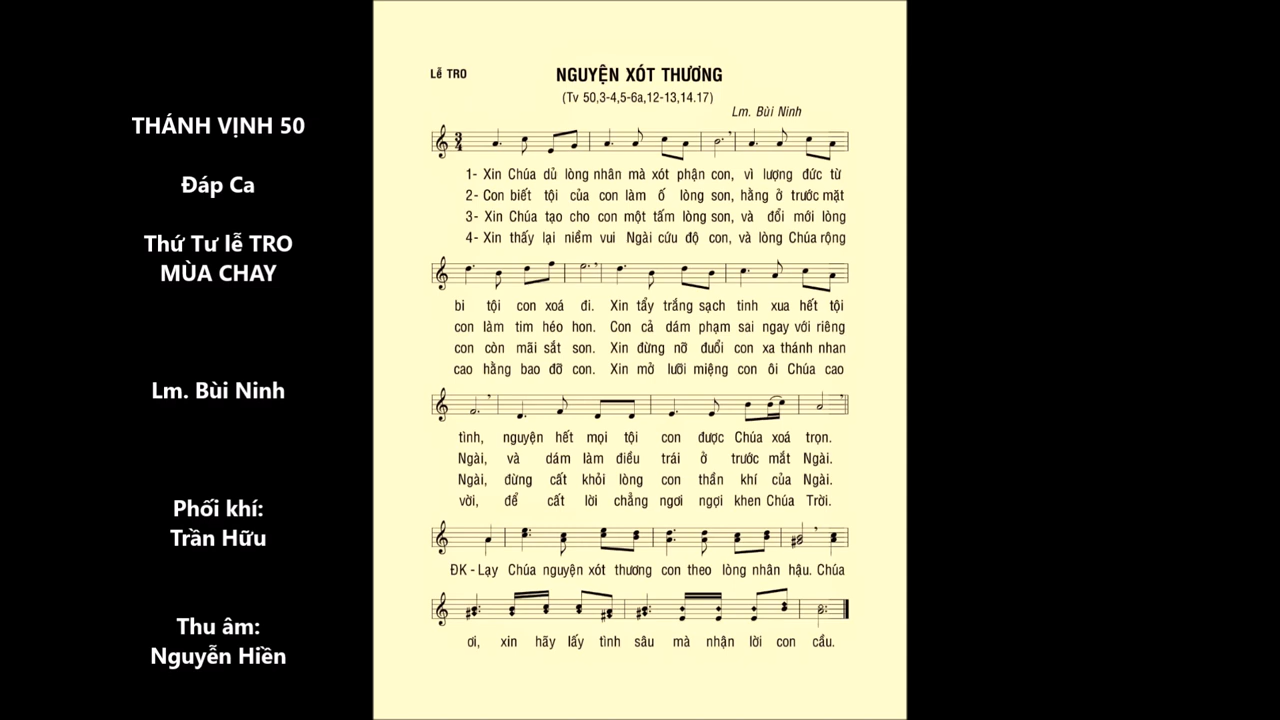 THÁNH VỊNH 50
Đáp Ca
Thứ Tư lễ TRO
MÙA CHAY
Lm. Bùi Ninh
Phối khí:
Trần Hữu
Thu âm:
Nguyễn Hiền
Lễ TRO
NGUYỆN XÓT THƯƠNG
(Tv 50,3-4,5-6a,12-13,14.17)
Lm. Bùi Ninh
3
4
1- Xin Chúa dủ lòng nhân mà xót phận con, vì lượng đức từ
2- Con biết tội của con làm ố lòng son, hằng ở trước mặt
3- Xin Chúa tạo cho con một tấm lòng son, và đổi mới lòng
4- Xin thấy lại niềm vui Ngài cứu độ con, và lòng Chúa rộng
bi tội con xoá đi. Xin tẩy trắng sạch tinh xua hết tội
con làm tim héo hon. Con cả dám phạm sai ngay với riêng
con còn mãi sắt son. Xin đừng nỡ đuổi con xa thánh nhan
cao hằng bao đỡ con. Xin mở lưỡi miệng con ôi Chúa cao
tình, nguyện hết mọi tội con được Chúa xoá trọn.
Ngài, và dám làm điều trái ở trước mắt Ngài.
Ngài, đừng cất khỏi lòng con thần khí của Ngài.
vời, để cất lời chẳng ngơi ngợi khen Chúa Trời.
ĐK - Lạy Chúa nguyện xót thương con theo lòng nhân hậu. Chúa
ơi, xin hãy lấy tình sâu mà nhận lời con cầu.